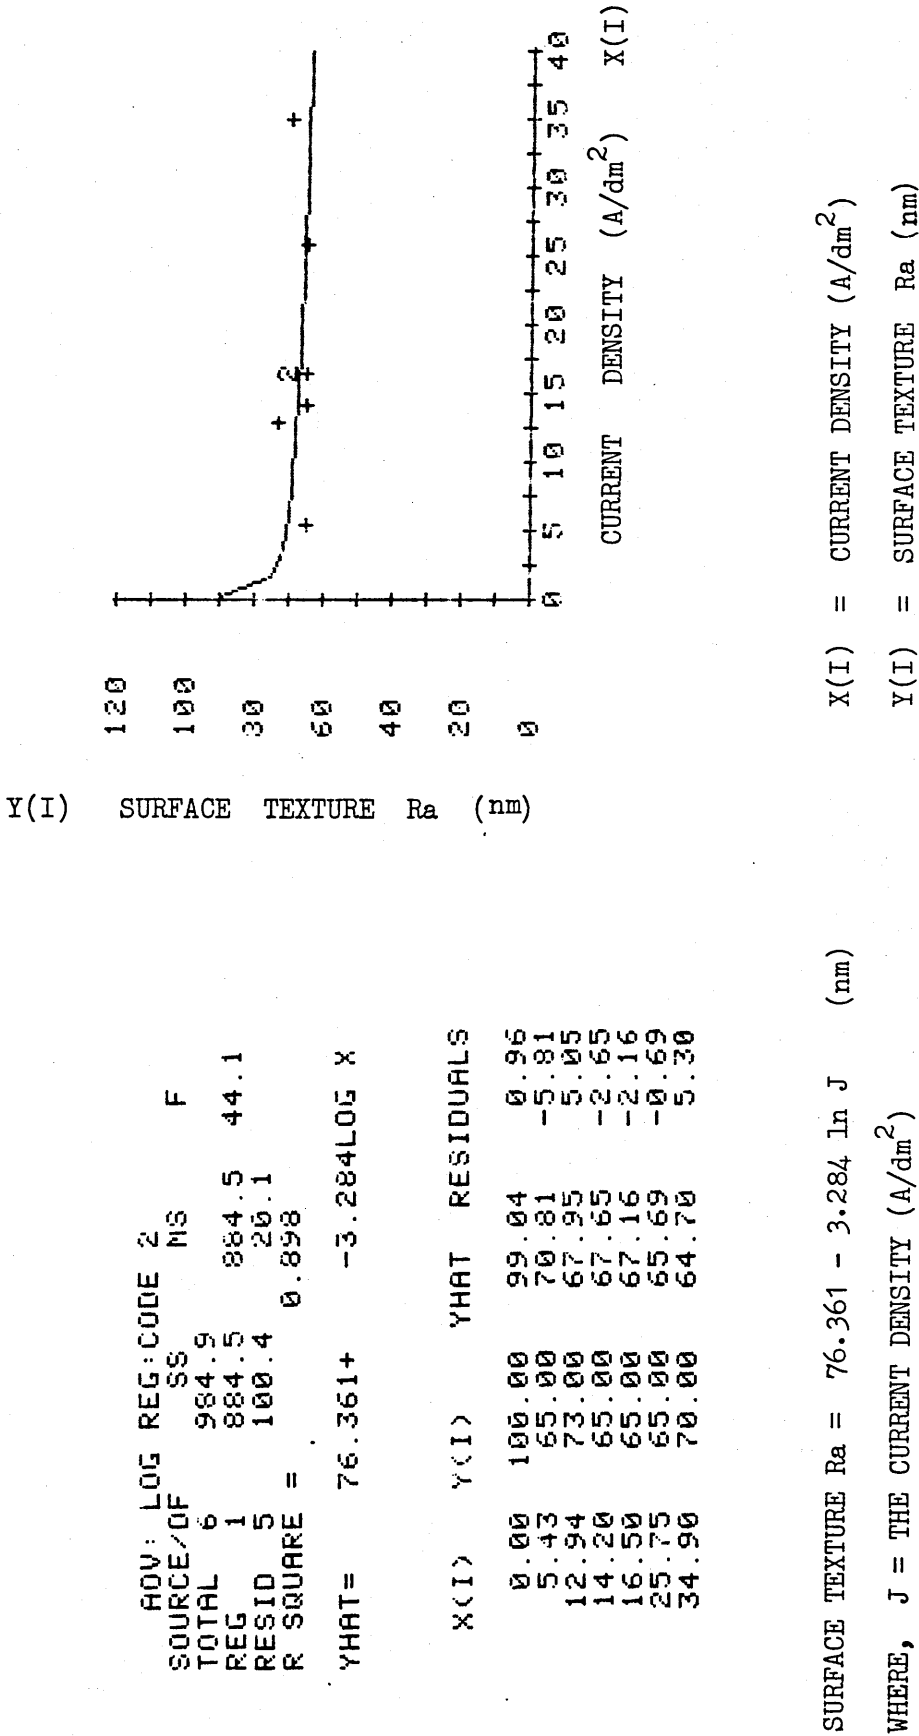 AOV: LOG REG:CODE 2
SOURCE/DF SS MS F
TOTAL 6 984.9
REG 1 884.5 884.5 44.1
RESID 5 100.4 20.1
R SQUARE = 0.898
YHAT= 76.361+ -3.284LOG X
X(I) Y(I) YHAT RESIDUALS
0.00 100.00 99.04 0.96
5.43 65.00 70.81 -5.81
12.94 73.00 67.95 5.05
14.20 65.00 67.65 -2.65
16.50 65.00 67.16 -2.16
25.75 65.00 65.69 -0.69
34.90 70.00 64.70 5.30
SURFACE TEXTURE Ra = 76.361 - 3.284 ln J (nm)
WHERE, J = THE CURRENT DENSITY (A/dm²)
Y(I) SURFACE TEXTURE Ra (nm)
120
100
80
60
40
20
0
2
0 5 10 15 20 25 30 35 40
CURRENT DENSITY (A/dm²) X(I)
X(I) = CURRENT DENSITY (A/dm²)
Y(I) = SURFACE TEXTURE Ra (nm)